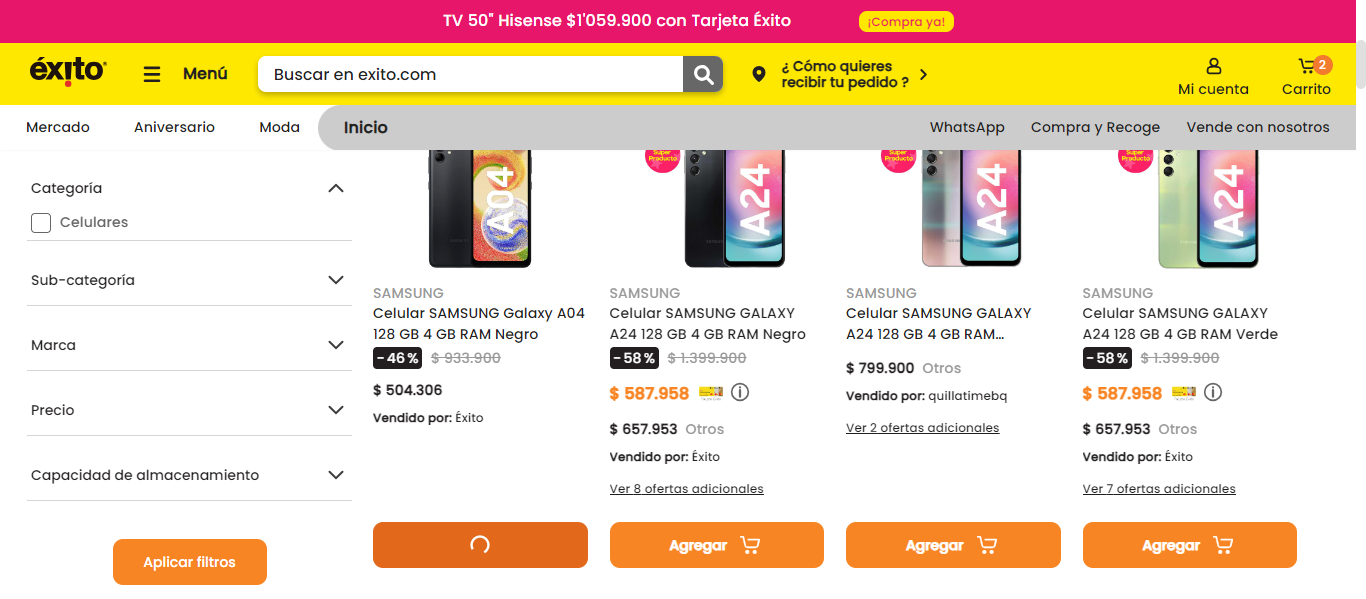 TV 50" Hisense $1'059.900 con Tarjeta Éxito
¡Compra ya!
éxito
Menú
Buscar en exito.com
¿ Cómo quieres
recibir tu pedido ?
2
Mi cuenta
Carrito
Mercado
Aniversario
Moda
Inicio
WhatsApp
Compra y Recoge
Vende con nosotros
Categoría
Celulares
Sub-categoría
Marca
Precio
Capacidad de almacenamiento
Aplicar filtros
A04
SAMSUNG
Celular SAMSUNG Galaxy A04
128 GB 4 GB RAM Negro
-46% $ 933.900
$ 504.306
Vendido por: Éxito
Super
Producto
A24
SAMSUNG
Celular SAMSUNG GALAXY
A24 128 GB 4 GB RAM Negro
-58% $ 1.399.900
$ 587.958
$ 657.953 Otros
Vendido por: Éxito
Ver 8 ofertas adicionales
Agregar
Super
Producto
A24
SAMSUNG
Celular SAMSUNG GALAXY
A24 128 GB 4 GB RAM...
$ 799.900 Otros
Vendido por: quillatimebq
Ver 2 ofertas adicionales
Agregar
Super
Producto
A24
SAMSUNG
Celular SAMSUNG GALAXY
A24 128 GB 4 GB RAM Verde
-58% $ 1.399.900
$ 587.958
$ 657.953 Otros
Vendido por: Éxito
Ver 7 ofertas adicionales
Agregar